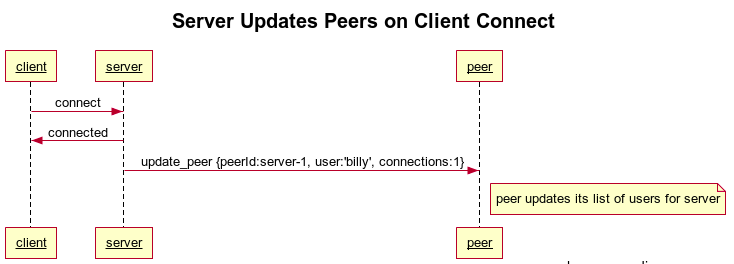 Server Updates Peers on Client Connect
client server peer
connect
connected
update_peer {peerId:server-1, user:'billy', connections:1}
peer updates its list of users for server
client server peer